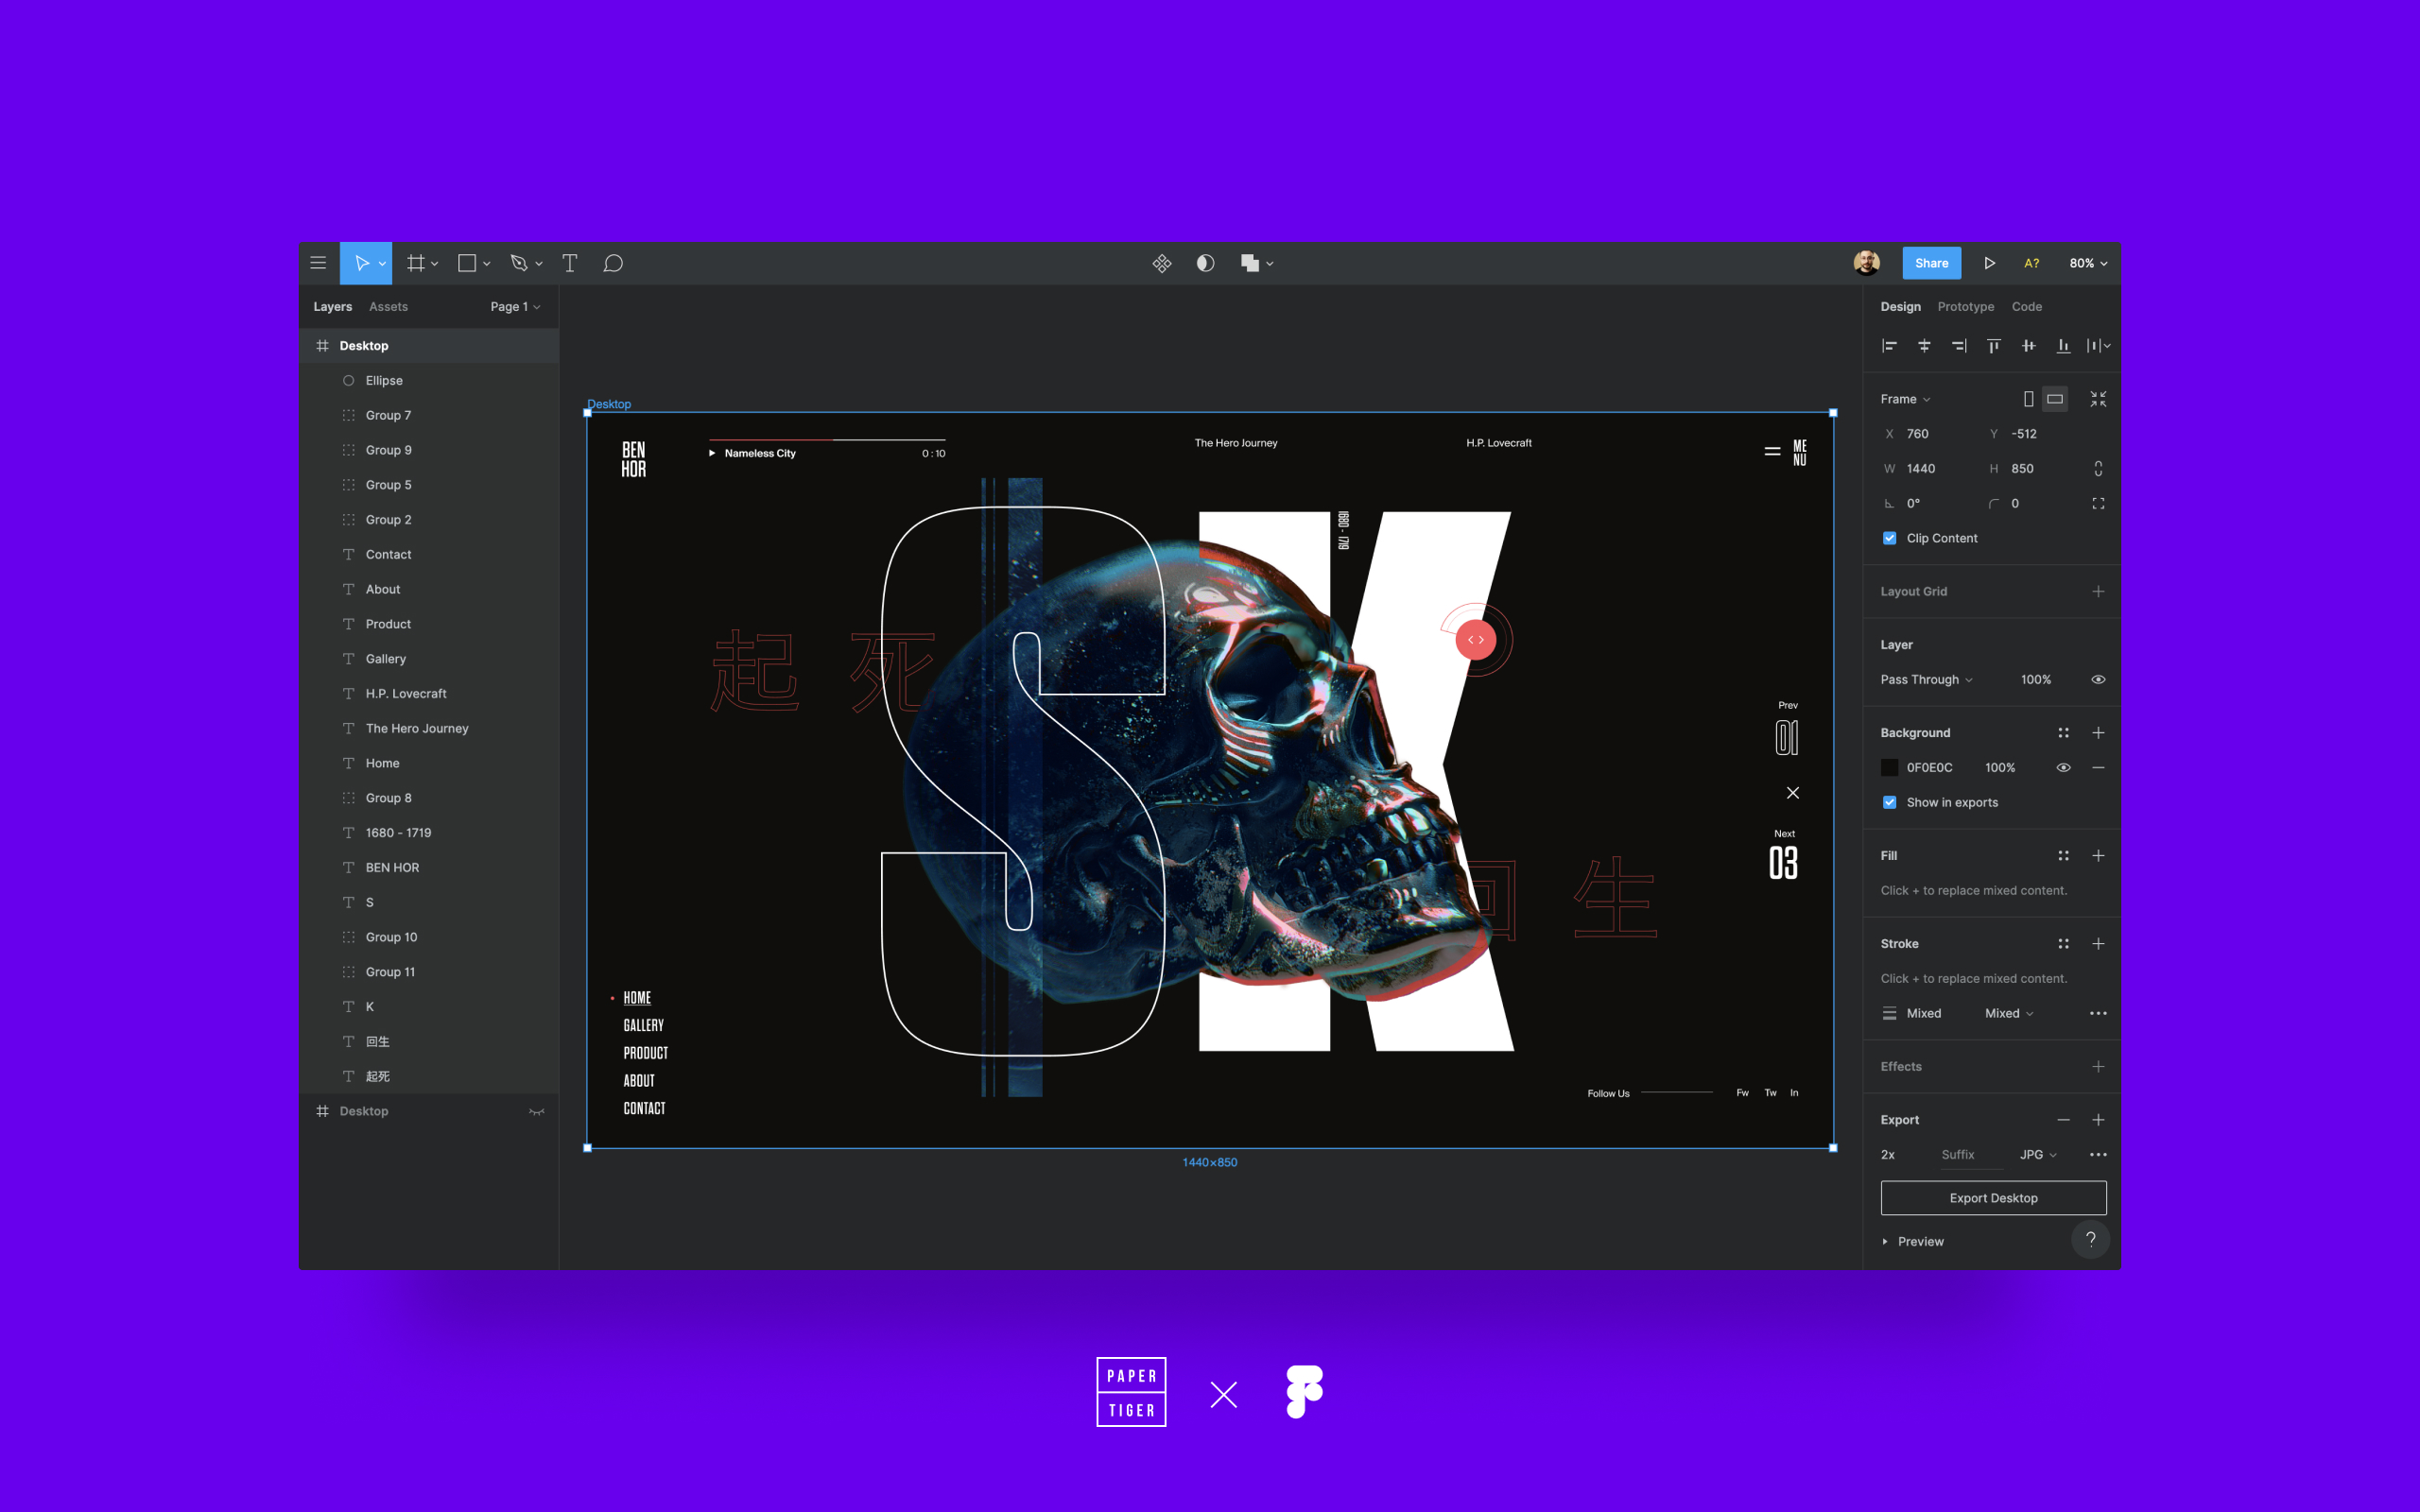 Share
A?
80%
Layers
Assets
Page 1
Desktop
Ellipse
Group 7
Group 9
Group 5
Group 2
Contact
About
Product
Gallery
H.P. Lovecraft
The Hero Journey
Home
Group 8
1680 - 1719
BEN HOR
S
Group 10
Group 11
K
回生
起死
Desktop
Desktop
BEN
HOR
Nameless City
0 : 10
The Hero Journey
H.P. Lovecraft
ME
NU
S
K
1680 - 1719
起死
回生
Prev
01
Next
03
HOME
GALLERY
PRODUCT
ABOUT
CONTACT
Follow Us
Fw
Tw
In
1440×850
Design
Prototype
Code
Frame
X 760
Y -512
W 1440
H 850
0°
0
Clip Content
Layout Grid
Layer
Pass Through
100%
Background
0F0E0C
100%
Show in exports
Fill
Click + to replace mixed content.
Stroke
Click + to replace mixed content.
Mixed
Mixed
Effects
Export
2x
Suffix
JPG
Export Desktop
Preview
?
PAPER
TIGER